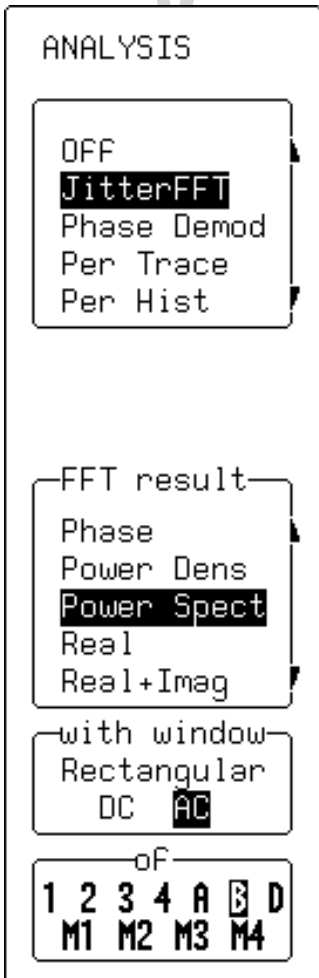 ANALYSIS
OFF
JitterFFT
Phase Demod
Per Trace
Per Hist
FFT result
Phase
Power Dens
Power Spect
Real
Real+Imag
with window
Rectangular
DC AC
of
1 2 3 4 A B D
M1 M2 M3 M4